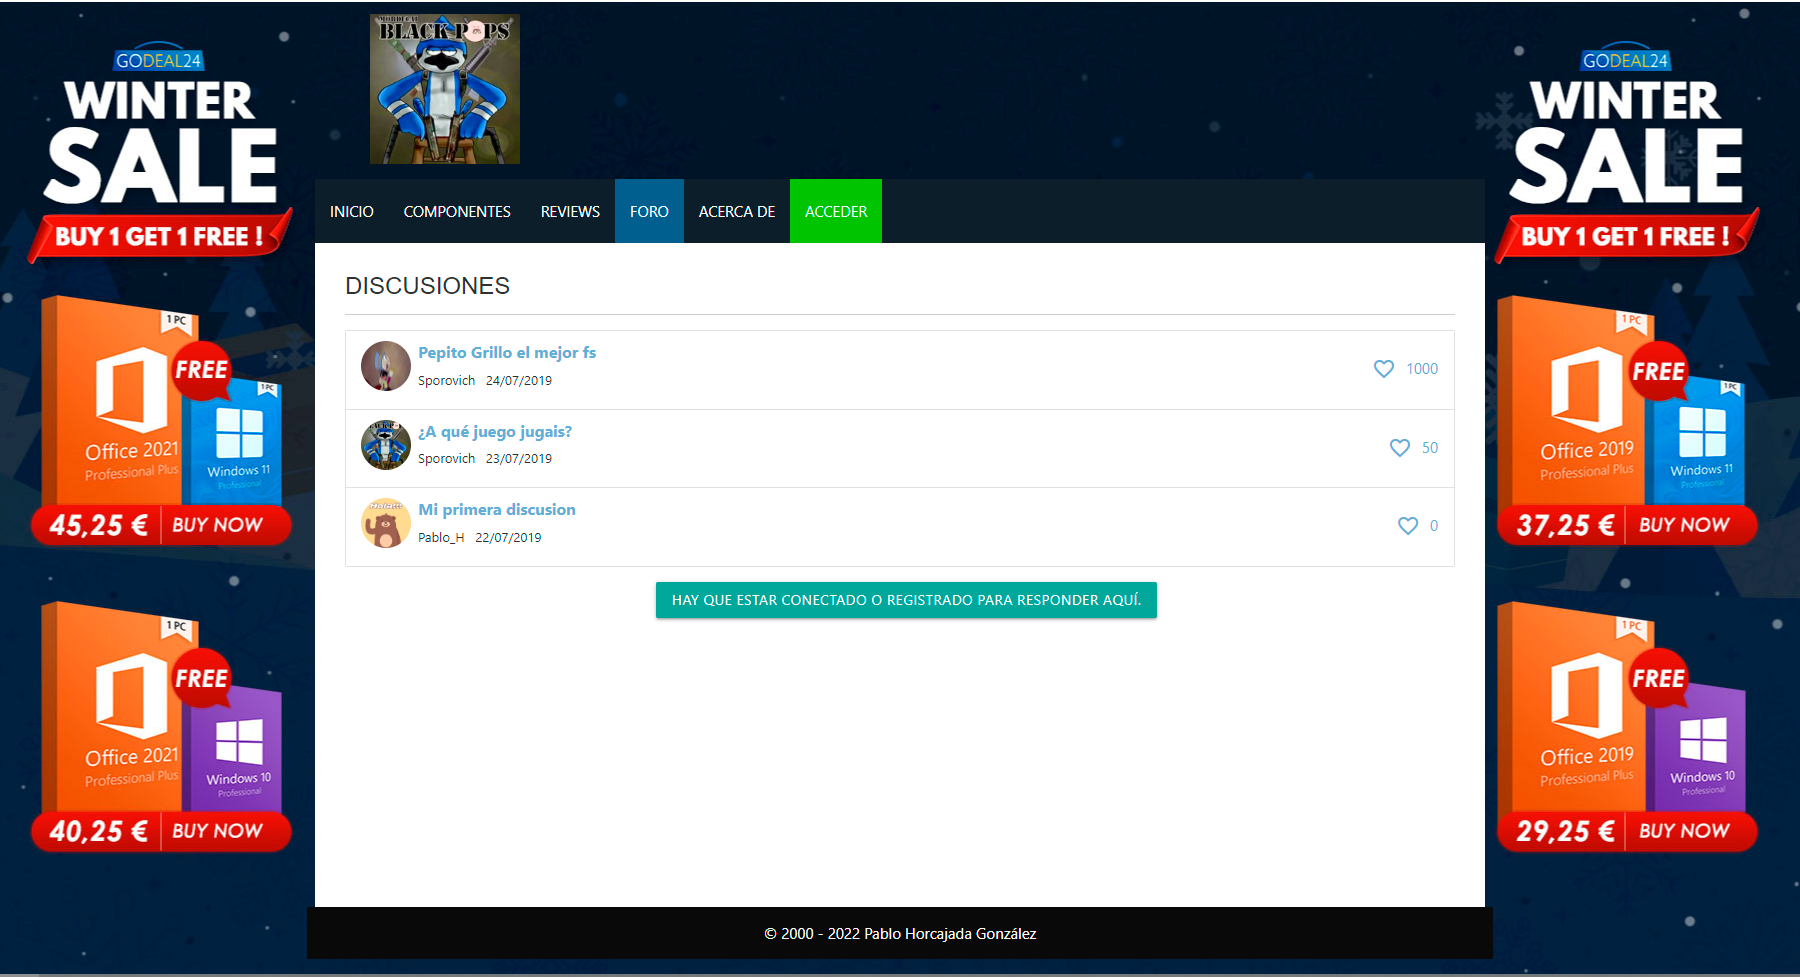 GODEAL24
WINTER
SALE
BUY 1 GET 1 FREE !
1 PC
FREE
1 PC
Office 2021
Professional Plus
Windows 11
Professional
45,25 €
BUY NOW
1 PC
FREE
Office 2021
Professional Plus
Windows 10
Professional
40,25 €
BUY NOW
MORDECAI
BLACK POPS
INICIO
COMPONENTES
REVIEWS
FORO
ACERCA DE
ACCEDER
DISCUSIONES
Pepito Grillo el mejor fs
Sporovich 24/07/2019
1000
BLACK POPS
¿A qué juego jugais?
Sporovich 23/07/2019
50
Mi primera discusion
Pablo_H 22/07/2019
0
HAY QUE ESTAR CONECTADO O REGISTRADO PARA RESPONDER AQUÍ.
© 2000 - 2022 Pablo Horcajada González
GODEAL24
WINTER
SALE
BUY 1 GET 1 FREE !
1 PC
FREE
1 PC
Office 2019
Professional Plus
Windows 11
Professional
37,25 €
BUY NOW
1 PC
FREE
Office 2019
Professional Plus
Windows 10
Professional
29,25 €
BUY NOW